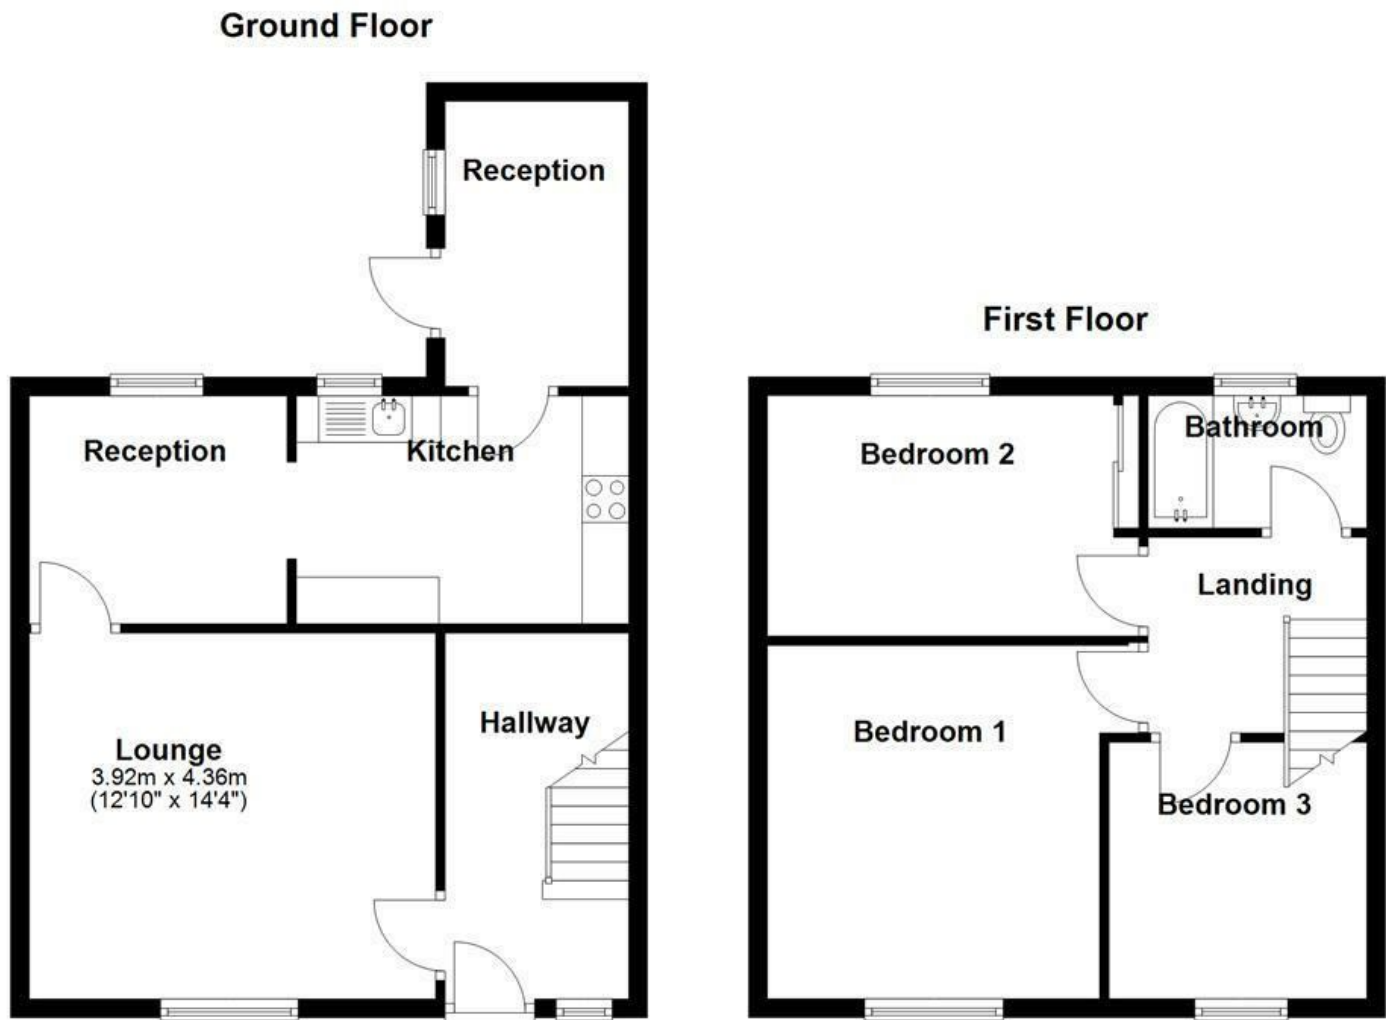 Ground Floor
Reception
Reception
Kitchen
Lounge
3.92m x 4.36m
(12'10" x 14'4")
Hallway
First Floor
Bedroom 2
Bathroom
Landing
Bedroom 1
Bedroom 3